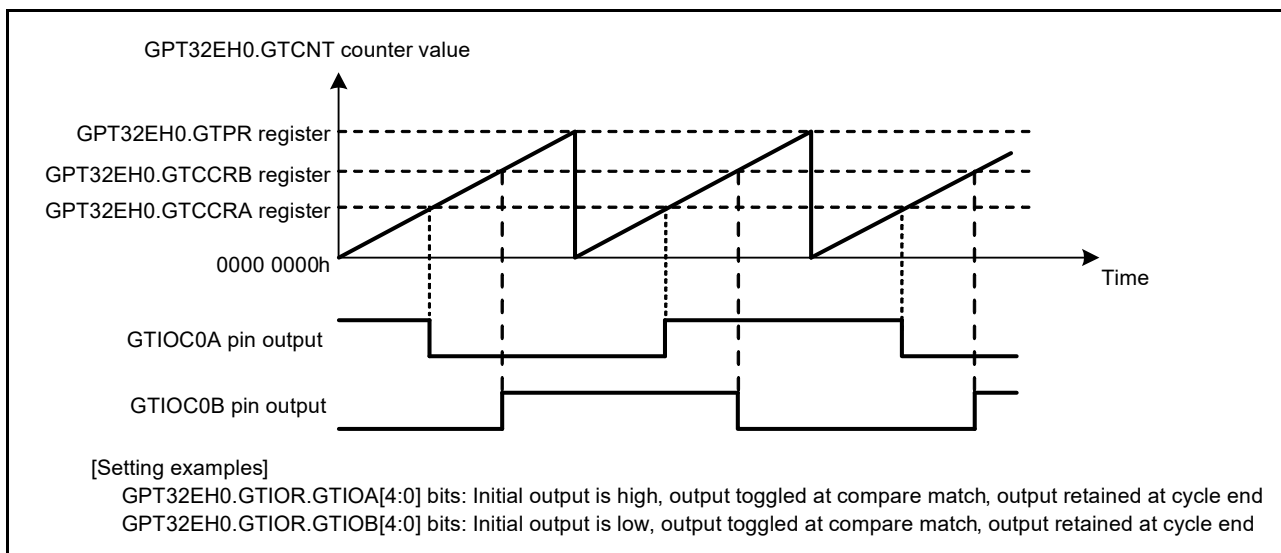 GPT32EH0.GTCNT counter value
GPT32EH0.GTPR register
GPT32EH0.GTCCRB register
GPT32EH0.GTCCRA register
0000 0000h
Time
GTIOC0A pin output
GTIOC0B pin output
[Setting examples]
GPT32EH0.GTIOR.GTIOA[4:0] bits: Initial output is high, output toggled at compare match, output retained at cycle end
GPT32EH0.GTIOR.GTIOB[4:0] bits: Initial output is low, output toggled at compare match, output retained at cycle end